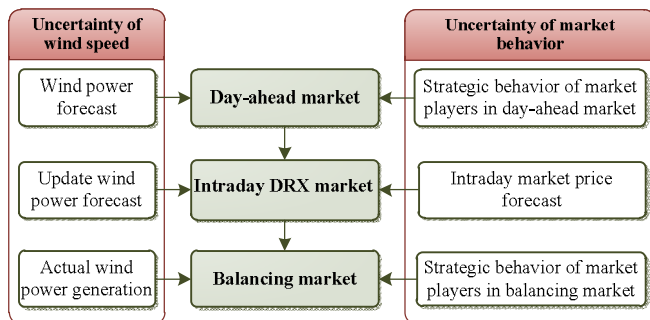 Uncertainty of
wind speed
Uncertainty of market
behavior
Wind power
forecast
Day-ahead market
Strategic behavior of market
players in day-ahead market
Update wind
power forecast
Intraday DRX market
Intraday market price
forecast
Actual wind
power generation
Balancing market
Strategic behavior of market
players in balancing market